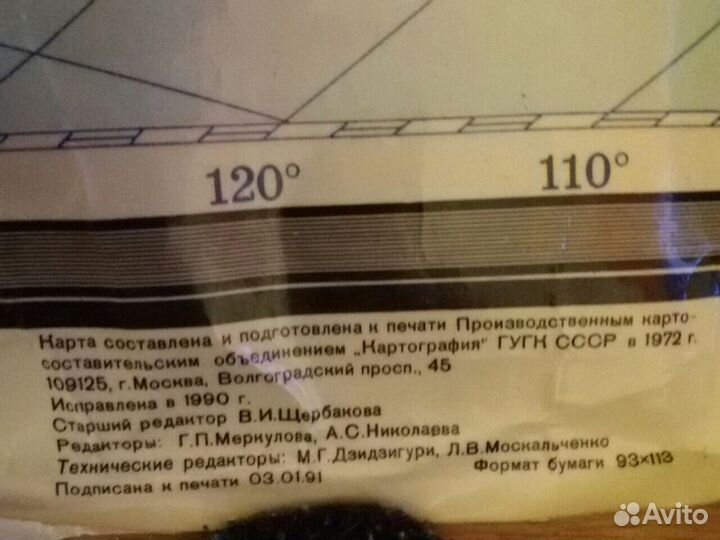 120° 110°
Карта составлена и подготовлена к печати Производственным карто-
составительским объединением „Картография" ГУГК СССР в 1972 г.
109125, г.Москва, Волгоградский просп., 45
Исправлена в 1990 г.
Старший редактор В.И.Щербакова
Редакторы: Г.П.Меркулова, А.С.Николаева
Технические редакторы: М.Г.Дзидзигури, Л.В.Москальченко
Подписана к печати 03.01.91 Формат бумаги 93×113
Avito